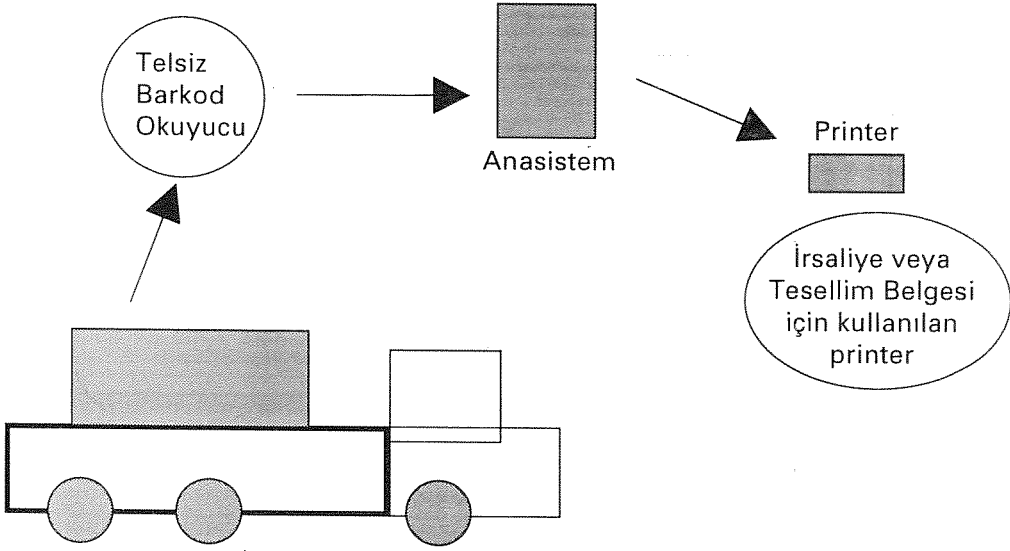 Telsiz
Barkod
Okuyucu
Anasistem
Printer
İrsaliye veya
Tesellim Belgesi
için kullanılan
printer